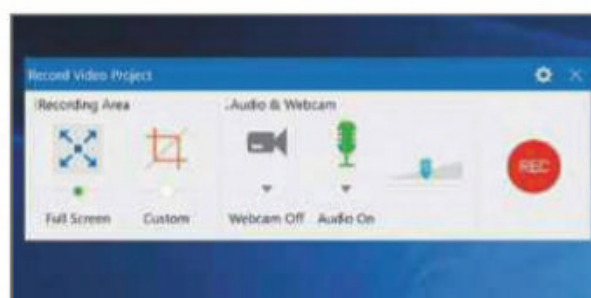 Record Video Project
Recording Area
Audio & Webcam
REC
Full Screen
Custom
Webcam Off
Audio On